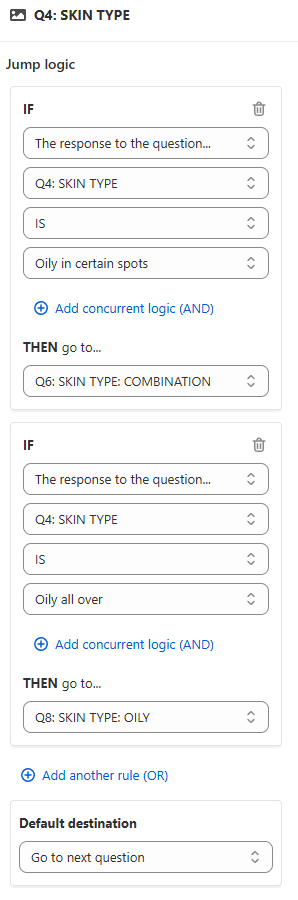 Q4: SKIN TYPE
Jump logic
IF
The response to the question...
Q4: SKIN TYPE
IS
Oily in certain spots
Add concurrent logic (AND)
THEN go to...
Q6: SKIN TYPE: COMBINATION
IF
The response to the question...
Q4: SKIN TYPE
IS
Oily all over
Add concurrent logic (AND)
THEN go to...
Q8: SKIN TYPE: OILY
Add another rule (OR)
Default destination
Go to next question